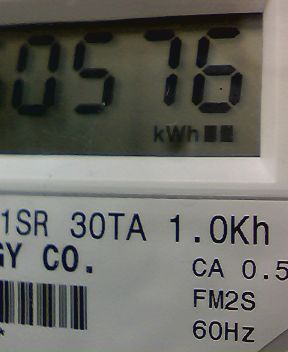 0576
kWh
1SR 30TA 1.0Kh
GY CO.
CA 0.5
FM2S
60Hz